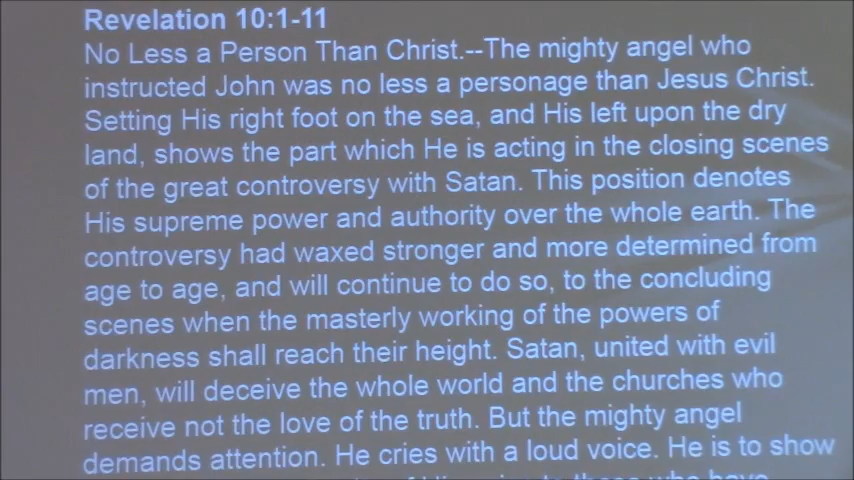 Revelation 10:1-11
No Less a Person Than Christ.--The mighty angel who
instructed John was no less a personage than Jesus Christ.
Setting His right foot on the sea, and His left upon the dry
land, shows the part which He is acting in the closing scenes
of the great controversy with Satan. This position denotes
His supreme power and authority over the whole earth. The
controversy had waxed stronger and more determined from
age to age, and will continue to do so, to the concluding
scenes when the masterly working of the powers of
darkness shall reach their height. Satan, united with evil
men, will deceive the whole world and the churches who
receive not the love of the truth. But the mighty angel
demands attention. He cries with a loud voice. He is to show